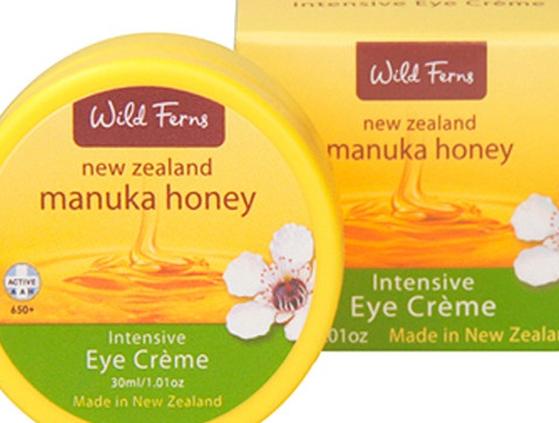 Intensive Eye Crème
Wild Ferns
new zealand
manuka honey
Intensive
Eye Crème
.01oz Made in New Zeala
Wild Ferns
new zealand
manuka honey
ACTIVE
650+
Intensive
Eye Crème
30ml/1.01oz
Made in New Zealand